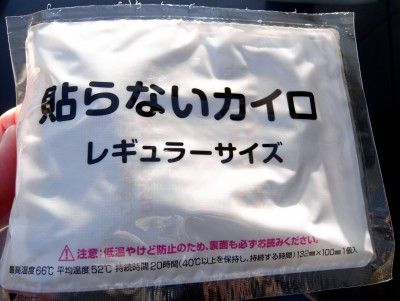 貼らないカイロ
レギュラーサイズ
注意:低温やけど防止のため、裏面も必ずお読みください。
最高温度66℃ 平均温度52℃ 持続時間20時間(40℃以上を保持し、持続する時間) 132mm×100mm 1個入